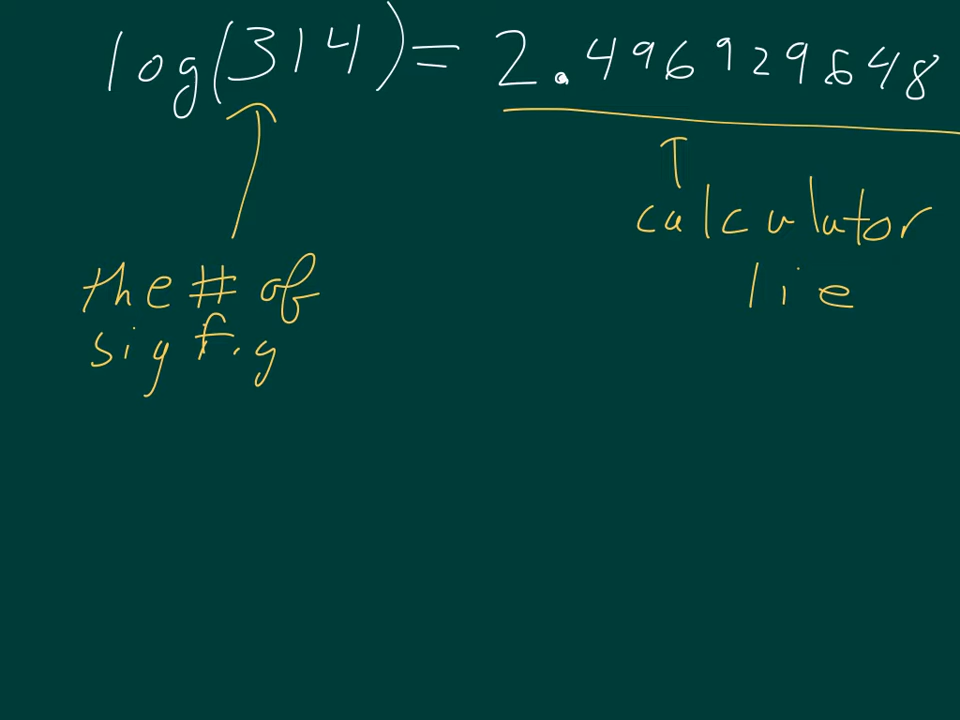 log(314) = 2.496929648
calculator
lie
the # of
sig fig